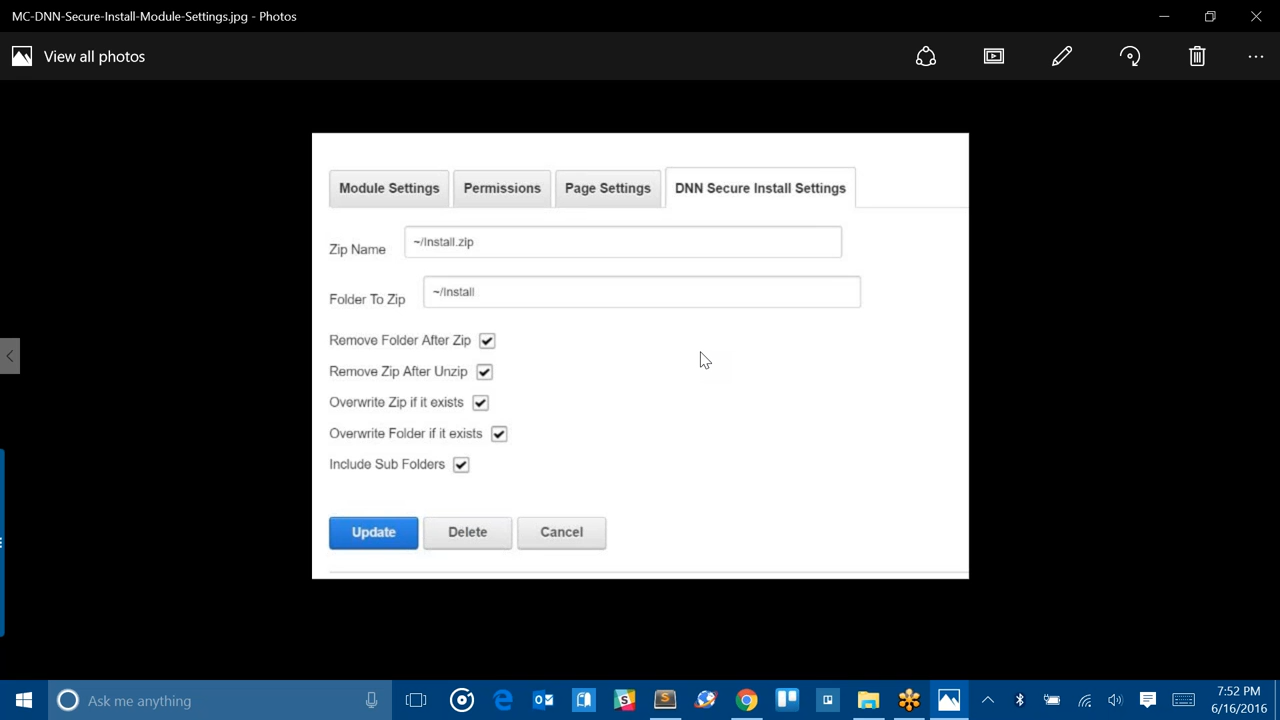 MC-DNN-Secure-Install-Module-Settings.jpg - Photos
View all photos
Module Settings Permissions Page Settings DNN Secure Install Settings
Zip Name ~/Install.zip
Folder To Zip ~/Install
Remove Folder After Zip
Remove Zip After Unzip
Overwrite Zip if it exists
Overwrite Folder if it exists
Include Sub Folders
Update Delete Cancel
Ask me anything
7:52 PM
6/16/2016